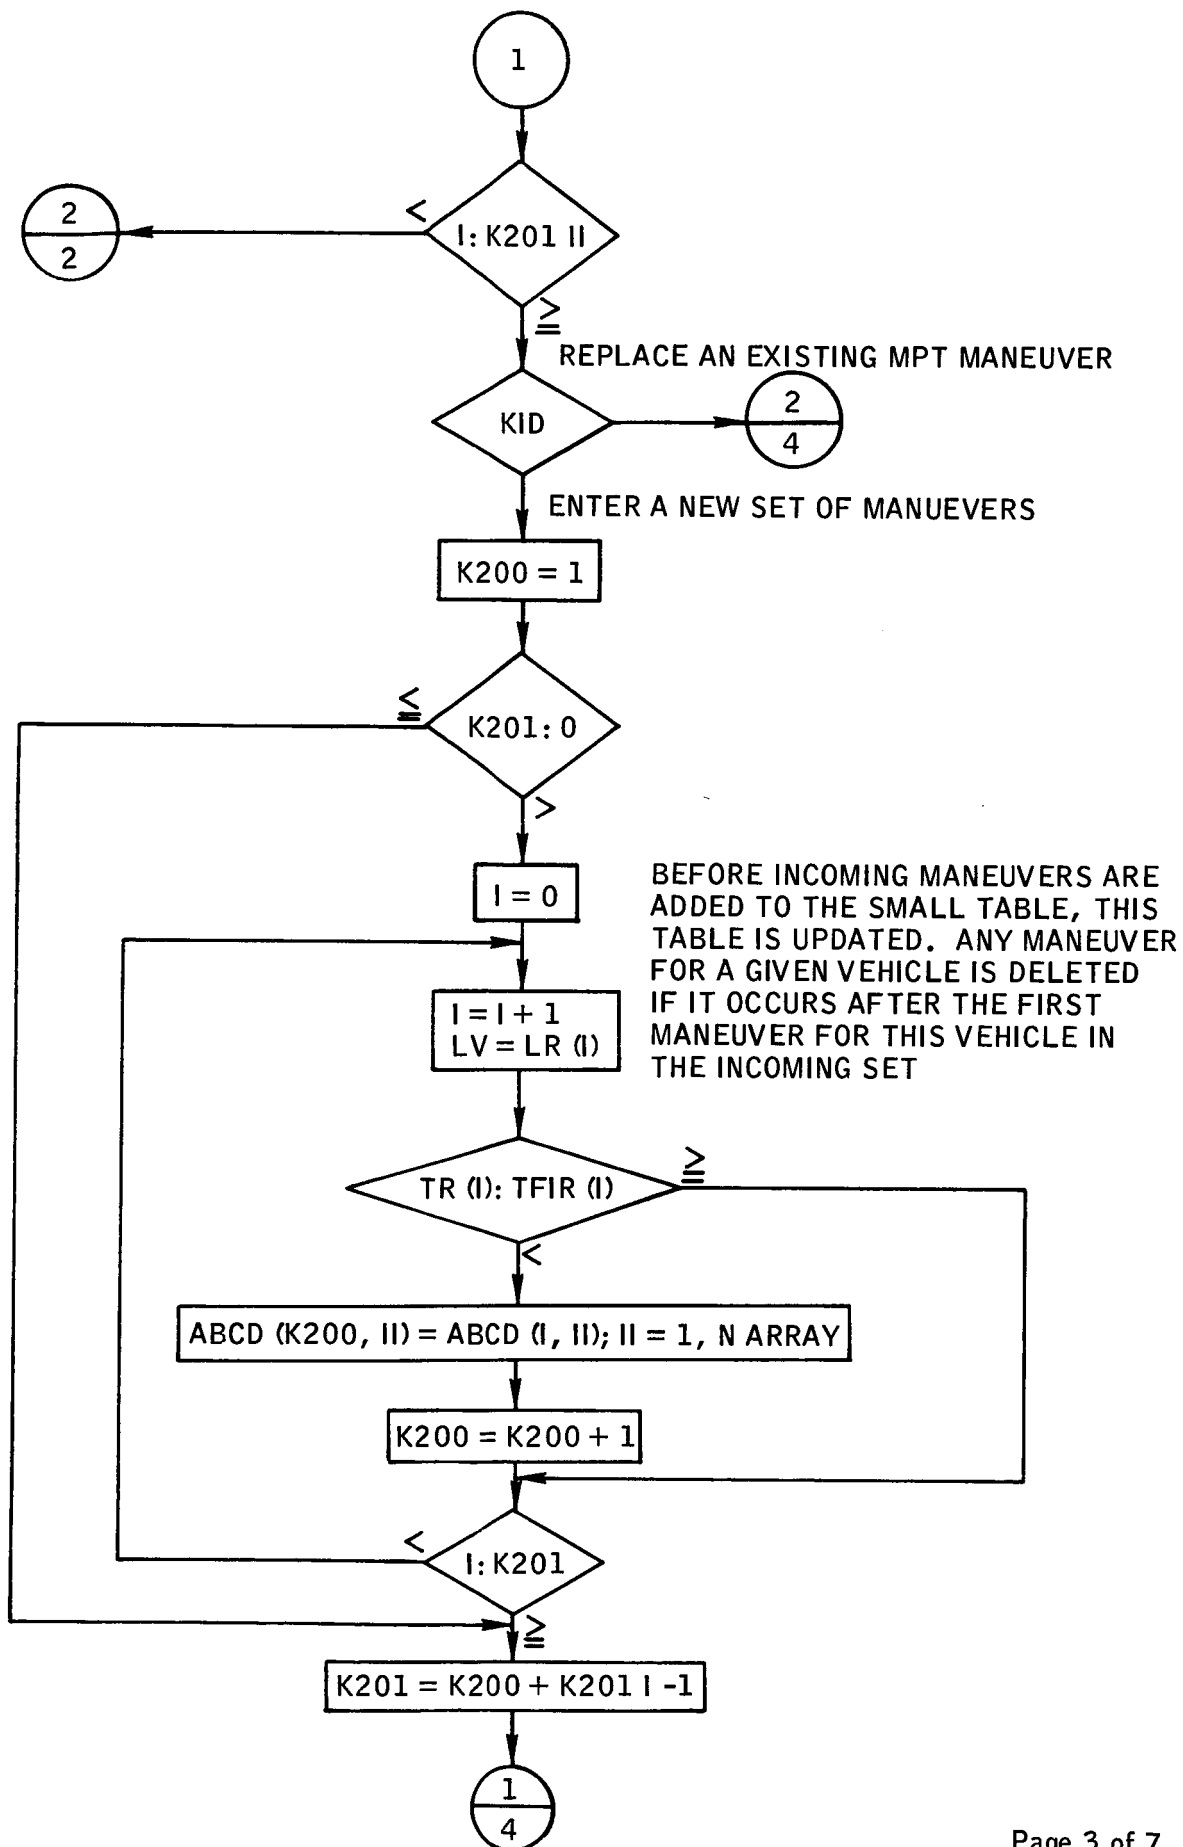 1
<
2
2
I: K201 II
≧
REPLACE AN EXISTING MPT MANEUVER
KID
2
4
ENTER A NEW SET OF MANUEVERS
K200 = 1
≦
K201: 0
>
I = 0
BEFORE INCOMING MANEUVERS ARE
ADDED TO THE SMALL TABLE, THIS
TABLE IS UPDATED. ANY MANEUVER
FOR A GIVEN VEHICLE IS DELETED
IF IT OCCURS AFTER THE FIRST
MANEUVER FOR THIS VEHICLE IN
THE INCOMING SET
I = I + 1
LV = LR (I)
TR (I): TFIR (I)
≧
<
ABCD (K200, II) = ABCD (I, II); II = 1, N ARRAY
K200 = K200 + 1
<
I: K201
≧
K201 = K200 + K201 I -1
1
4
Page 3 of 7